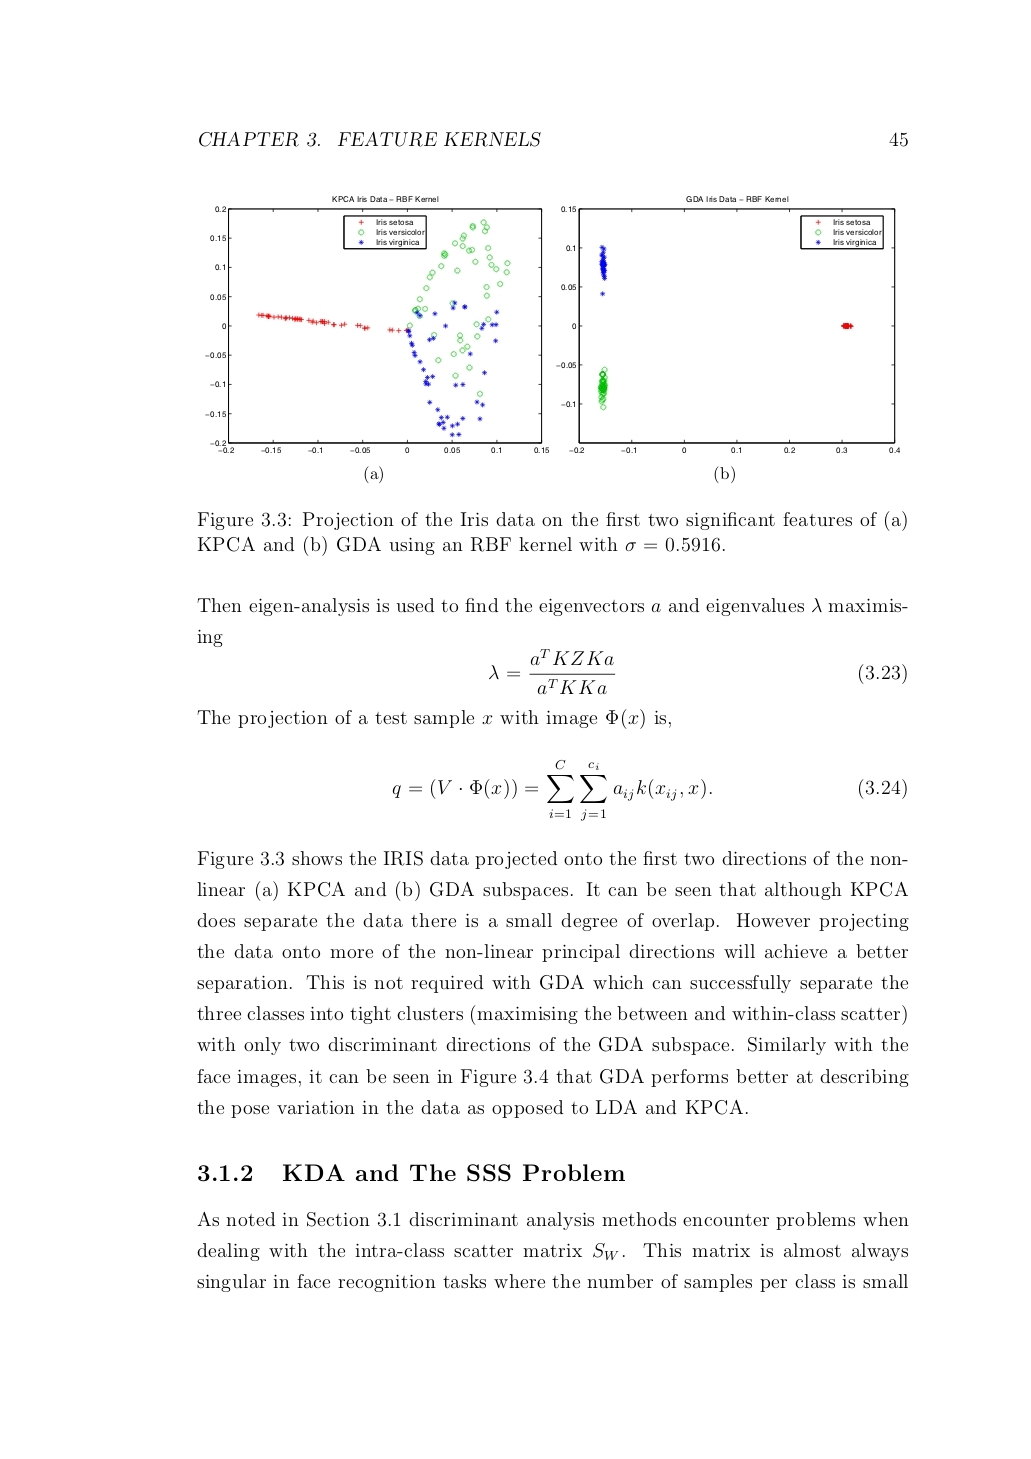 CHAPTER 3. FEATURE KERNELS 45
KPCA Iris Data – RBF Kernel
0.2
0.15
0.1
0.05
0
−0.05
−0.1
−0.15
−0.2
−0.2 −0.15 −0.1 −0.05 0 0.05 0.1 0.15
Iris setosa
Iris versicolor
Iris virginica
(a)
GDA Iris Data – RBF Kernel
0.15
0.1
0.05
0
−0.05
−0.1
−0.2 −0.1 0 0.1 0.2 0.3 0.4
Iris setosa
Iris versicolor
Iris virginica
(b)
Figure 3.3: Projection of the Iris data on the first two significant features of (a)
KPCA and (b) GDA using an RBF kernel with σ = 0.5916.
Then eigen-analysis is used to find the eigenvectors a and eigenvalues λ maximis-
ing
λ = \frac{a^T KZKa}{a^T KKa} (3.23)
The projection of a test sample x with image Φ(x) is,
q = (V · Φ(x)) = \sum_{i=1}^{C} \sum_{j=1}^{c_i} a_{ij} k(x_{ij}, x). (3.24)
Figure 3.3 shows the IRIS data projected onto the first two directions of the non-
linear (a) KPCA and (b) GDA subspaces. It can be seen that although KPCA
does separate the data there is a small degree of overlap. However projecting
the data onto more of the non-linear principal directions will achieve a better
separation. This is not required with GDA which can successfully separate the
three classes into tight clusters (maximising the between and within-class scatter)
with only two discriminant directions of the GDA subspace. Similarly with the
face images, it can be seen in Figure 3.4 that GDA performs better at describing
the pose variation in the data as opposed to LDA and KPCA.
3.1.2 KDA and The SSS Problem
As noted in Section 3.1 discriminant analysis methods encounter problems when
dealing with the intra-class scatter matrix S_W. This matrix is almost always
singular in face recognition tasks where the number of samples per class is small